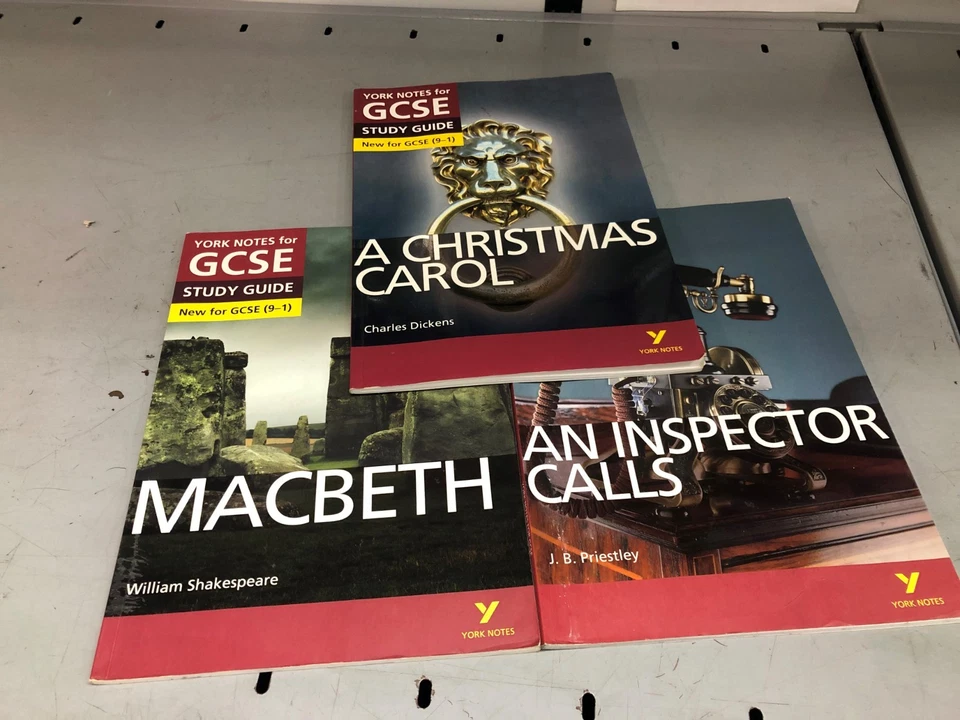 YORK NOTES for
GCSE
STUDY GUIDE
New for GCSE (9–1)
A CHRISTMAS
CAROL
Charles Dickens
YORK NOTES
YORK NOTES for
GCSE
STUDY GUIDE
New for GCSE (9–1)
MACBETH
William Shakespeare
YORK NOTES
AN INSPECTOR
CALLS
J. B. Priestley
YORK NOTES